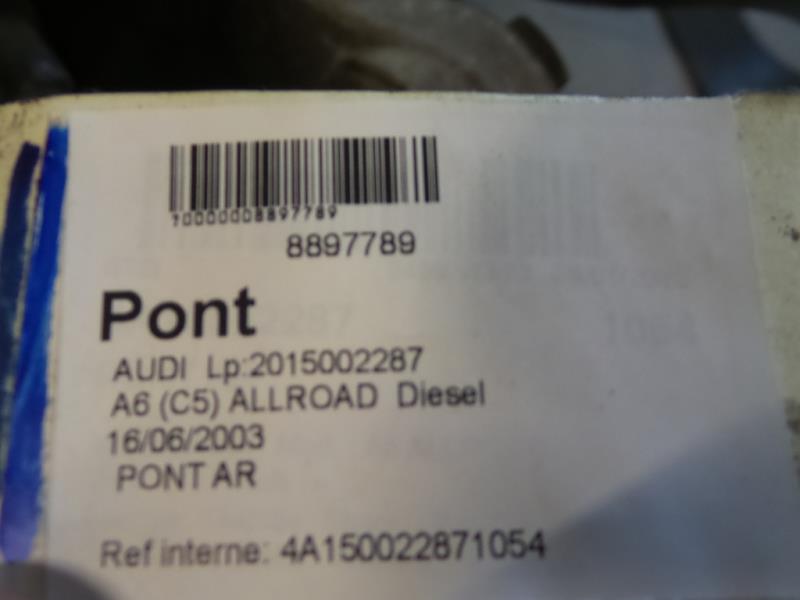 10000008897789
8897789
Pont
AUDI Lp:2015002287
A6 (C5) ALLROAD Diesel
16/06/2003
PONT AR
Ref interne: 4A150022871054